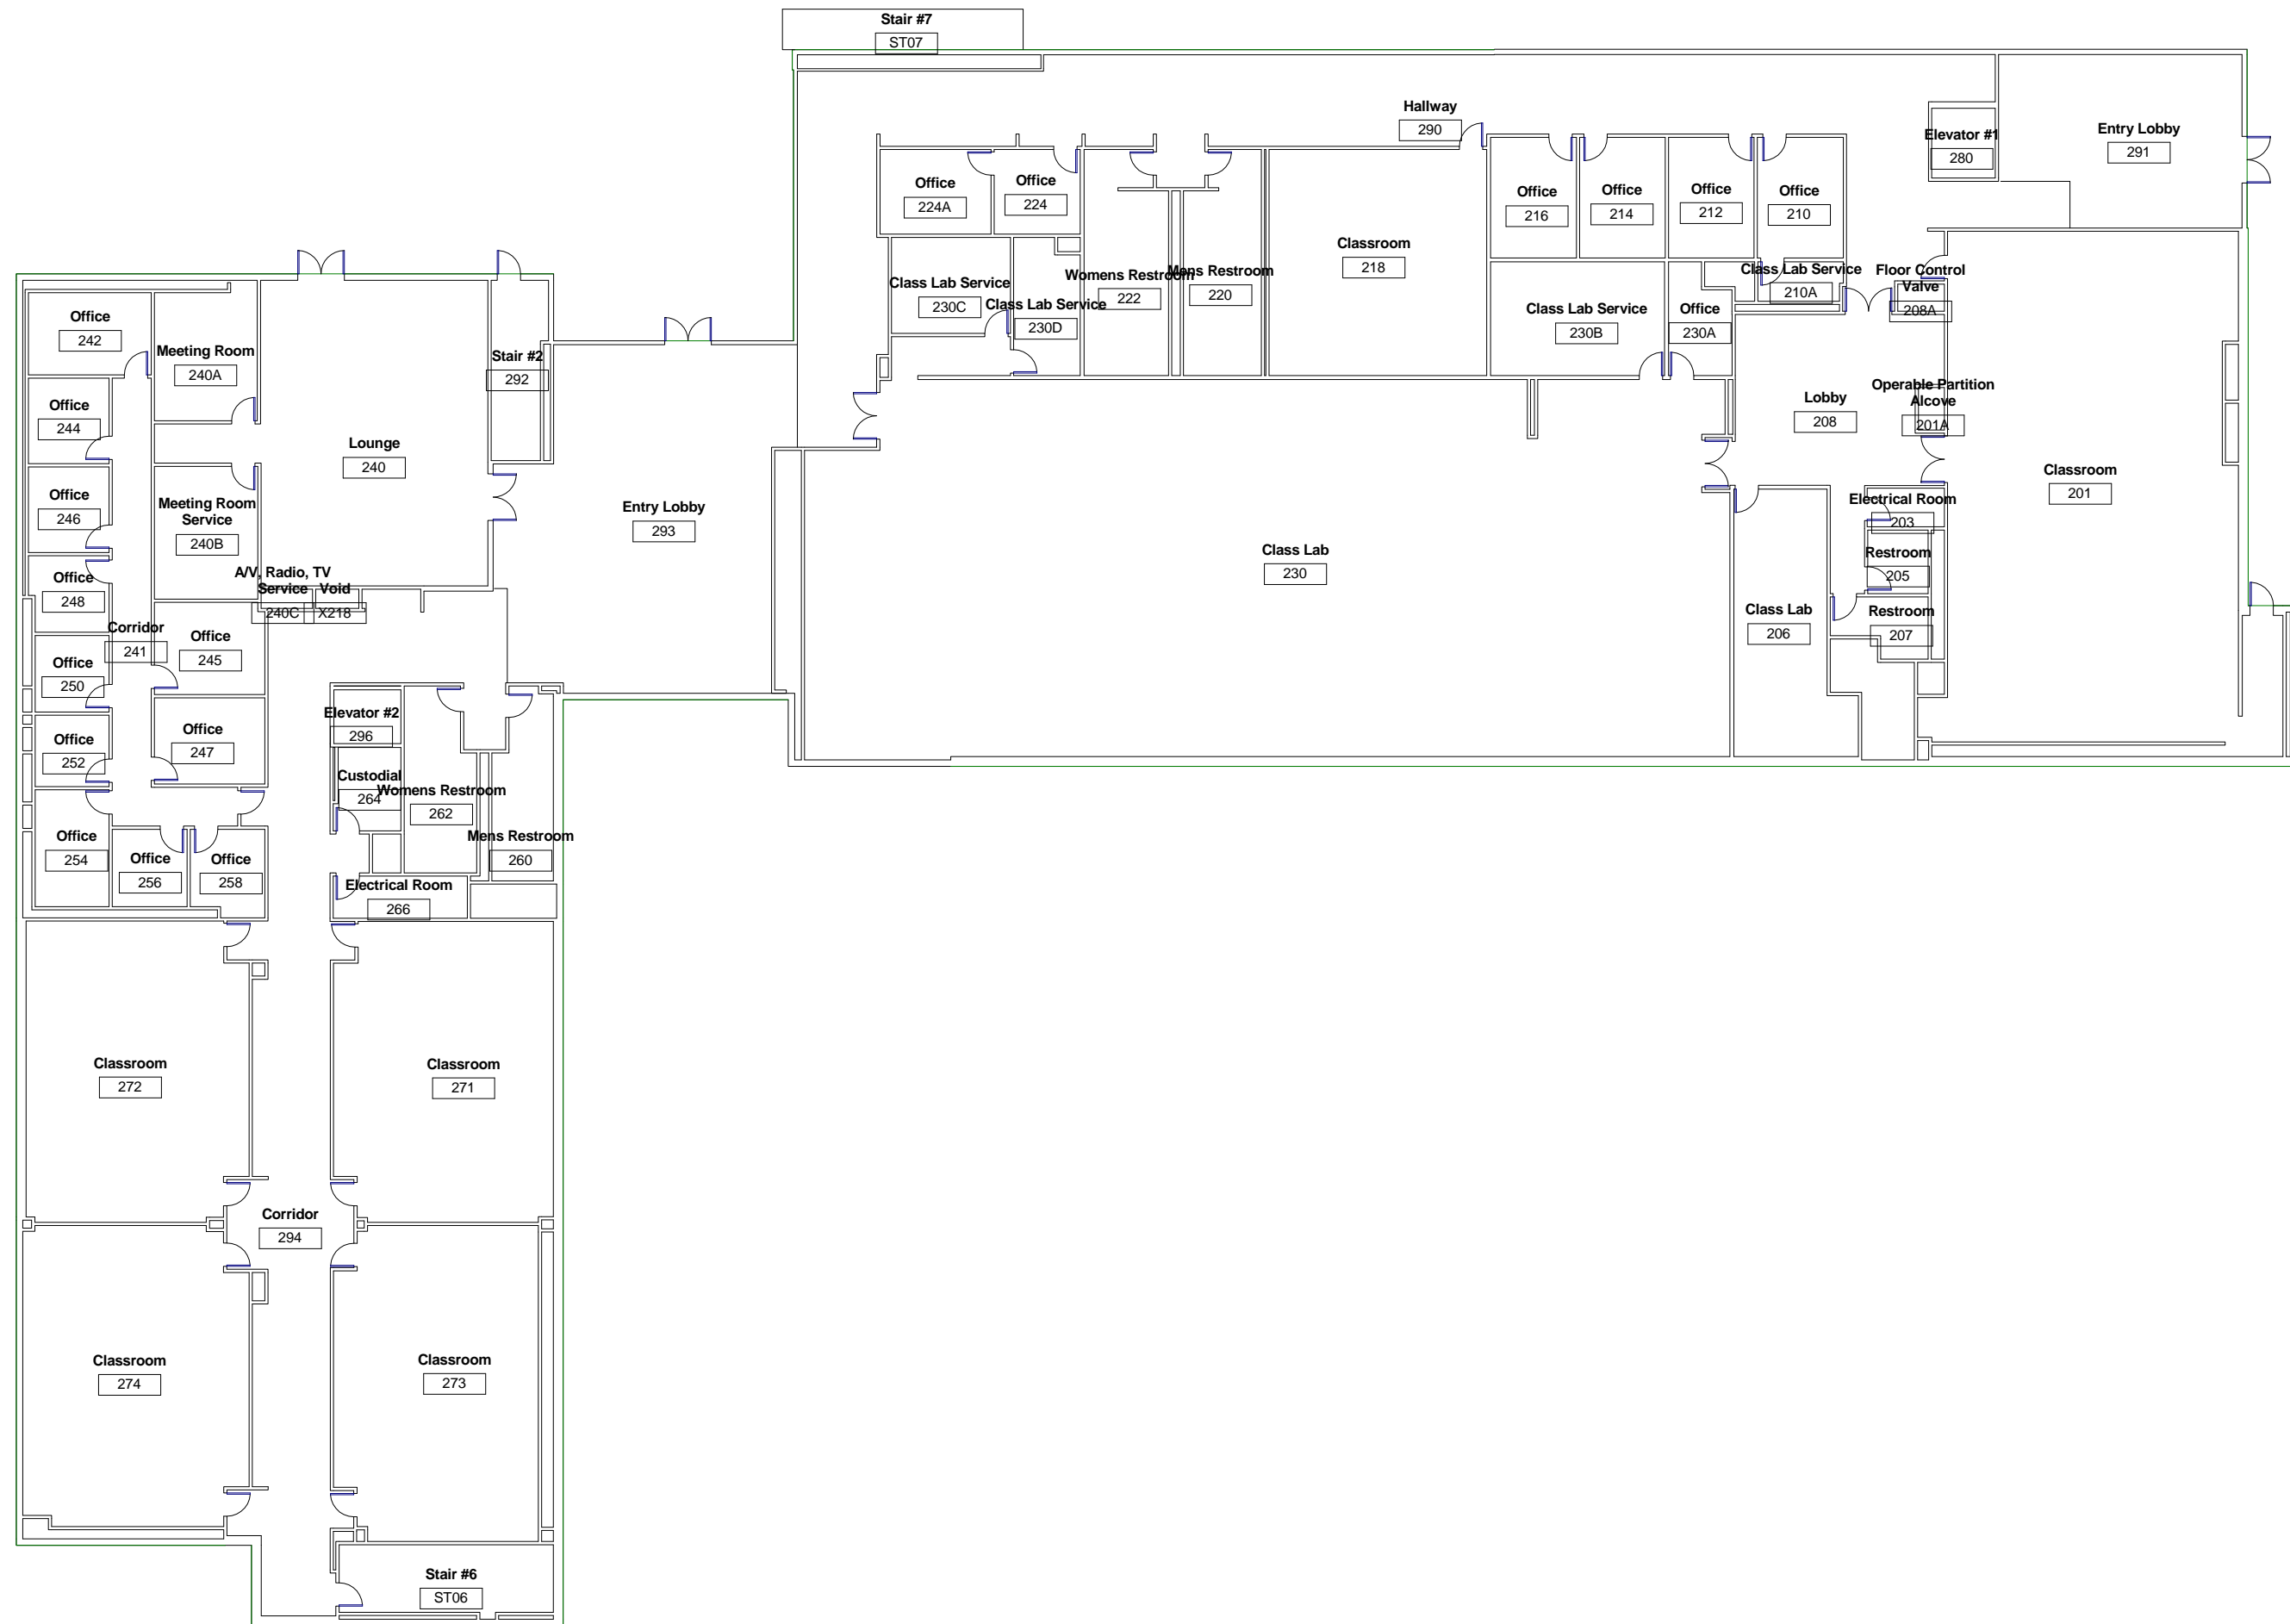 Stair #7
ST07
Hallway
290
Elevator #1
280
Entry Lobby
291
Office
224A
Office
224
Office
216
Office
214
Office
212
Office
210
Classroom
218
Womens Restroom
222
Mens Restroom
220
Class Lab Service
230C
Class Lab Service
230D
Class Lab Service
230B
Office
230A
Class Lab Service
210A
Floor Control
Valve
208A
Office
242
Meeting Room
240A
Stair #2
292
Office
244
Lounge
240
Lobby
208
Operable Partition
Alcove
201A
Classroom
201
Office
246
Meeting Room
Service
240B
Entry Lobby
293
Class Lab
230
Electrical Room
203
Restroom
205
Restroom
207
Class Lab
206
Office
248
A/V, Radio, TV
Service
240C
Void
X218
Corridor
241
Office
245
Office
250
Office
252
Office
247
Elevator #2
296
Custodial
264
Womens Restroom
262
Mens Restroom
260
Office
254
Office
256
Office
258
Electrical Room
266
Classroom
272
Classroom
271
Corridor
294
Classroom
274
Classroom
273
Stair #6
ST06